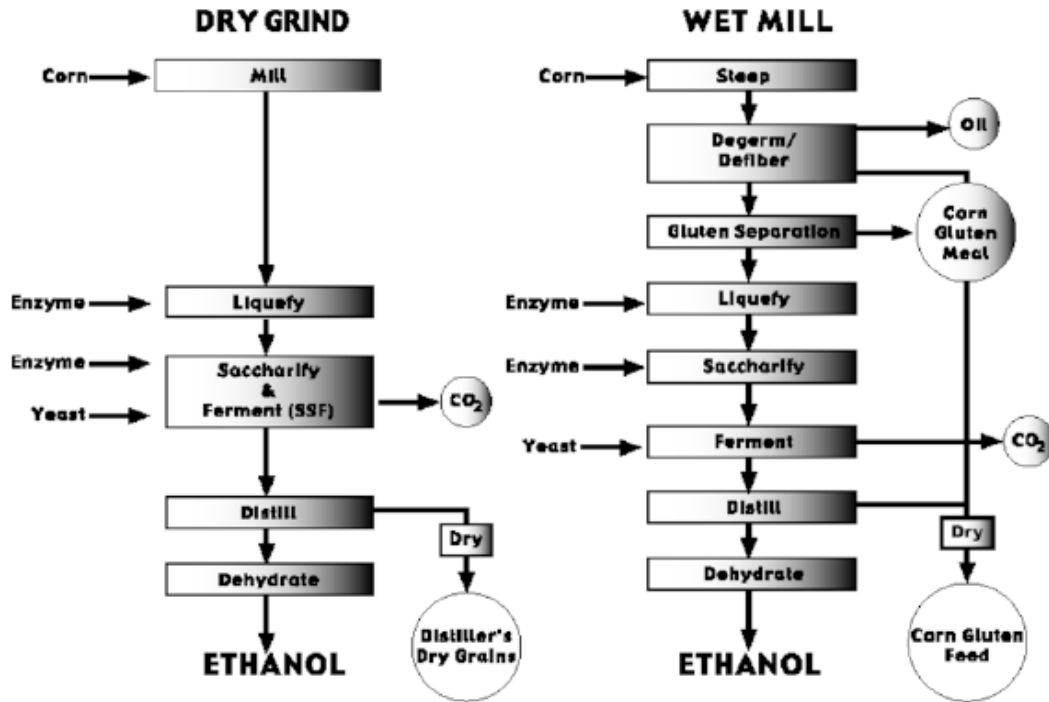 DRY GRIND
Corn
Mill
Enzyme
Liquefy
Enzyme
Yeast
Saccharify
&
Ferment (SSF)
CO2
Distill
Dry
Dehydrate
Distiller's
Dry Grains
ETHANOL
WET MILL
Corn
Steep
Degerm/
Defiber
Oil
Corn
Gluten
Meal
Gluten Separation
Enzyme
Liquefy
Enzyme
Saccharify
Yeast
Ferment
CO2
Distill
Dry
Dehydrate
Corn Gluten
Feed
ETHANOL